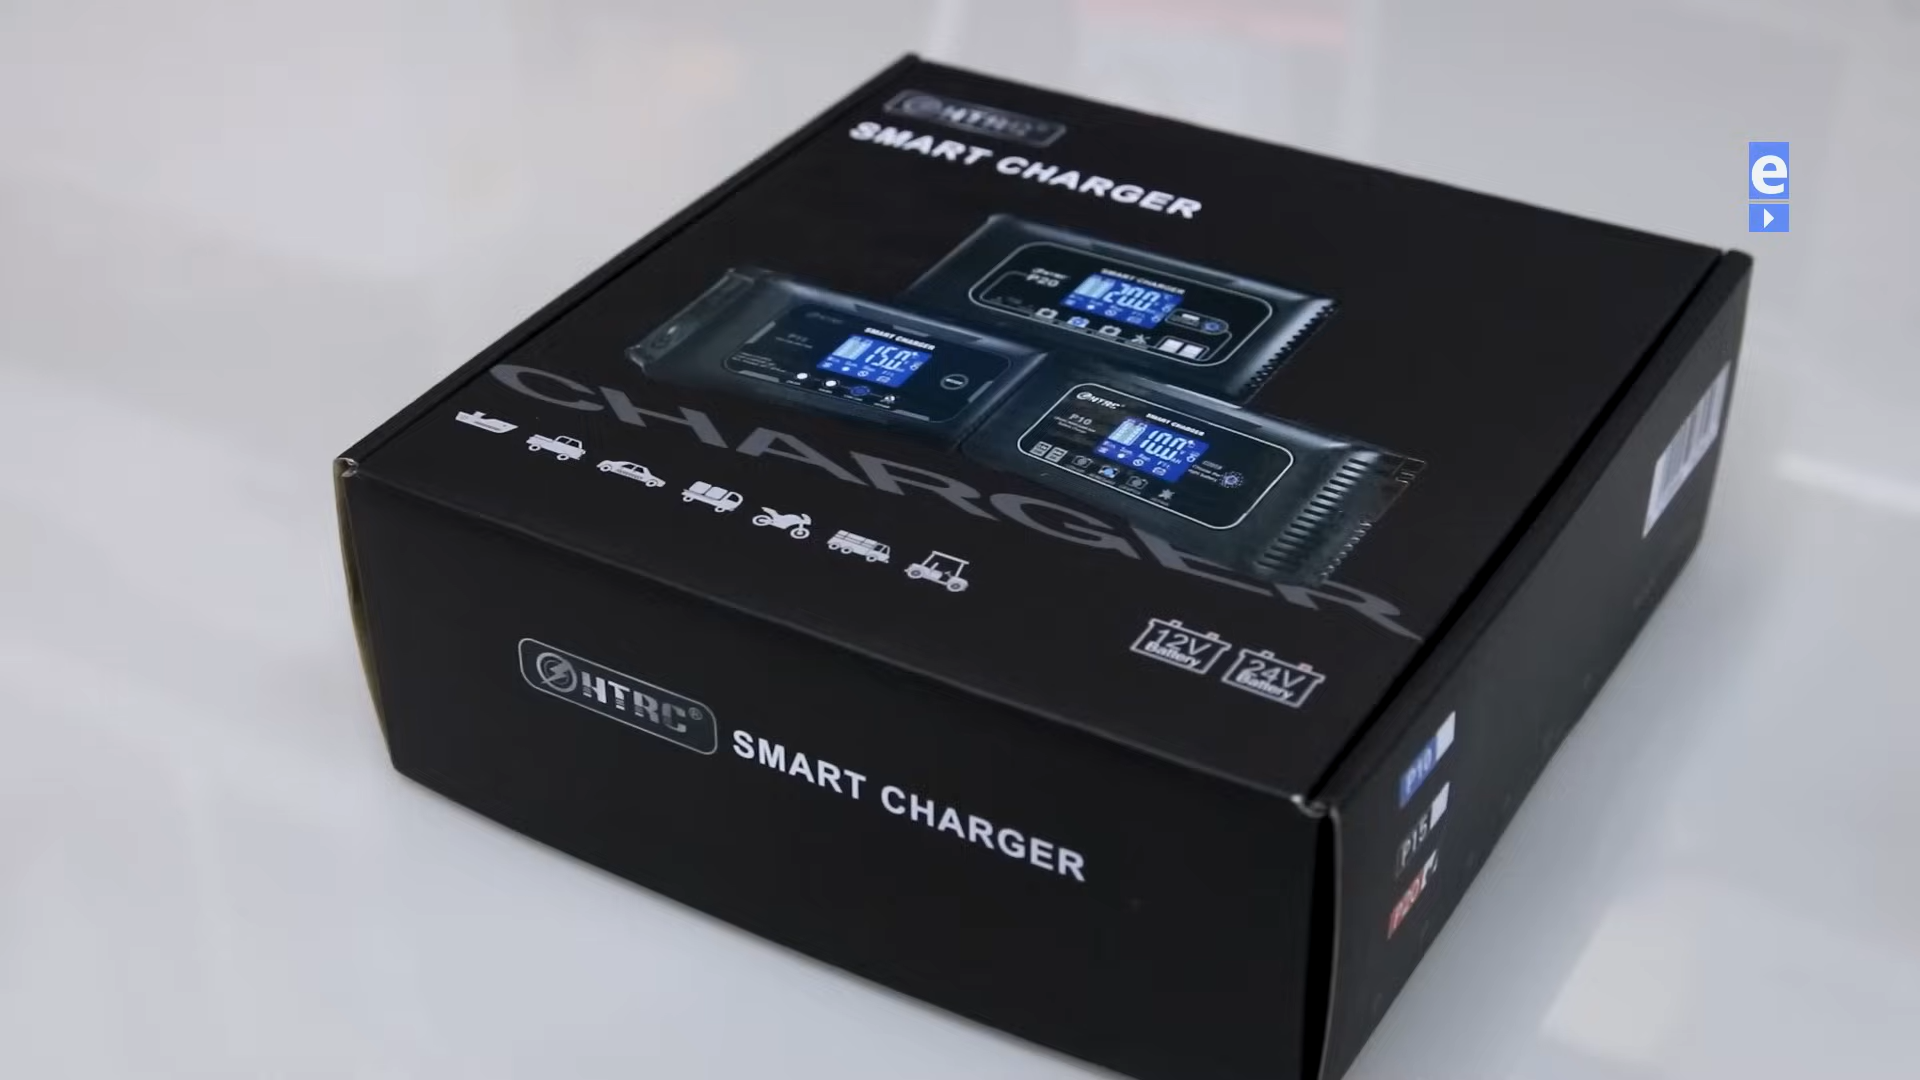 HTRC®
SMART CHARGER
e
SMART CHARGER
P20
20.0
SMART CHARGER
15.0
HTRC
SMART CHARGER
P10
10.0
CHARGER
12V
Battery
24V
Battery
HTRC®
SMART CHARGER
P10
P15
P20